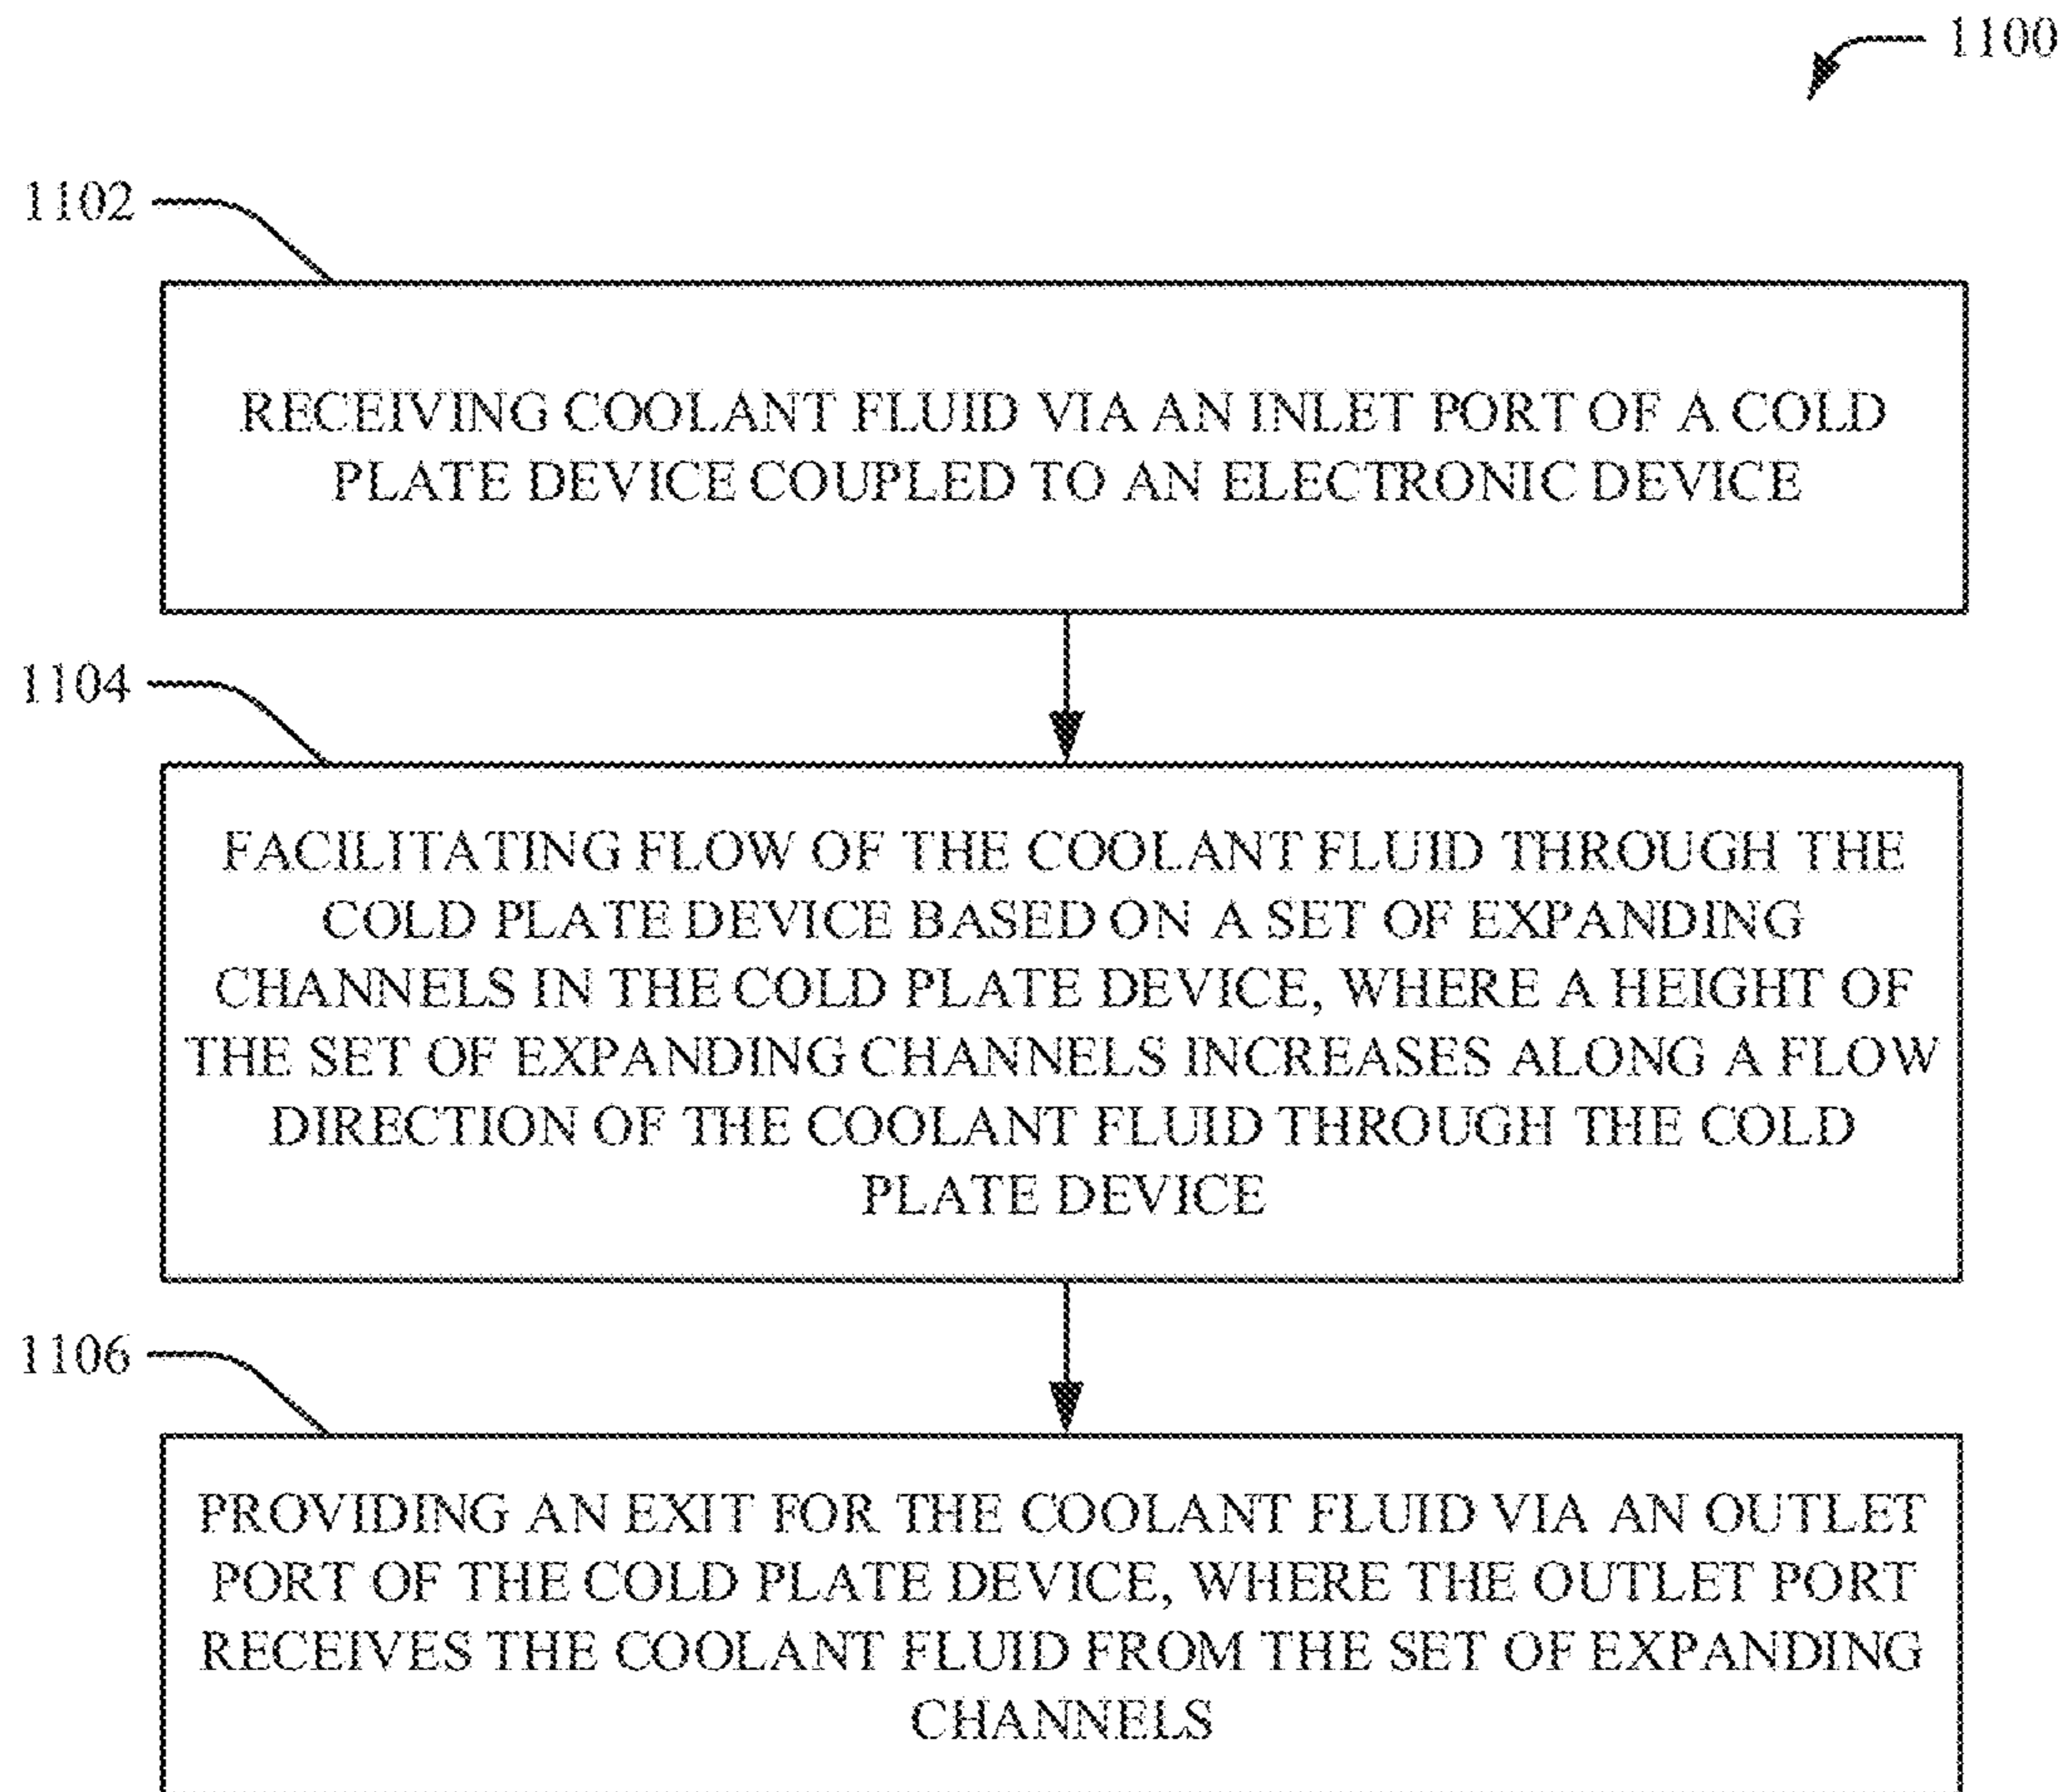 1100
1102
RECEIVING COOLANT FLUID VIA AN INLET PORT OF A COLD
PLATE DEVICE COUPLED TO AN ELECTRONIC DEVICE
1104
FACILITATING FLOW OF THE COOLANT FLUID THROUGH THE
COLD PLATE DEVICE BASED ON A SET OF EXPANDING
CHANNELS IN THE COLD PLATE DEVICE, WHERE A HEIGHT OF
THE SET OF EXPANDING CHANNELS INCREASES ALONG A FLOW
DIRECTION OF THE COOLANT FLUID THROUGH THE COLD
PLATE DEVICE
1106
PROVIDING AN EXIT FOR THE COOLANT FLUID VIA AN OUTLET
PORT OF THE COLD PLATE DEVICE, WHERE THE OUTLET PORT
RECEIVES THE COOLANT FLUID FROM THE SET OF EXPANDING
CHANNELS